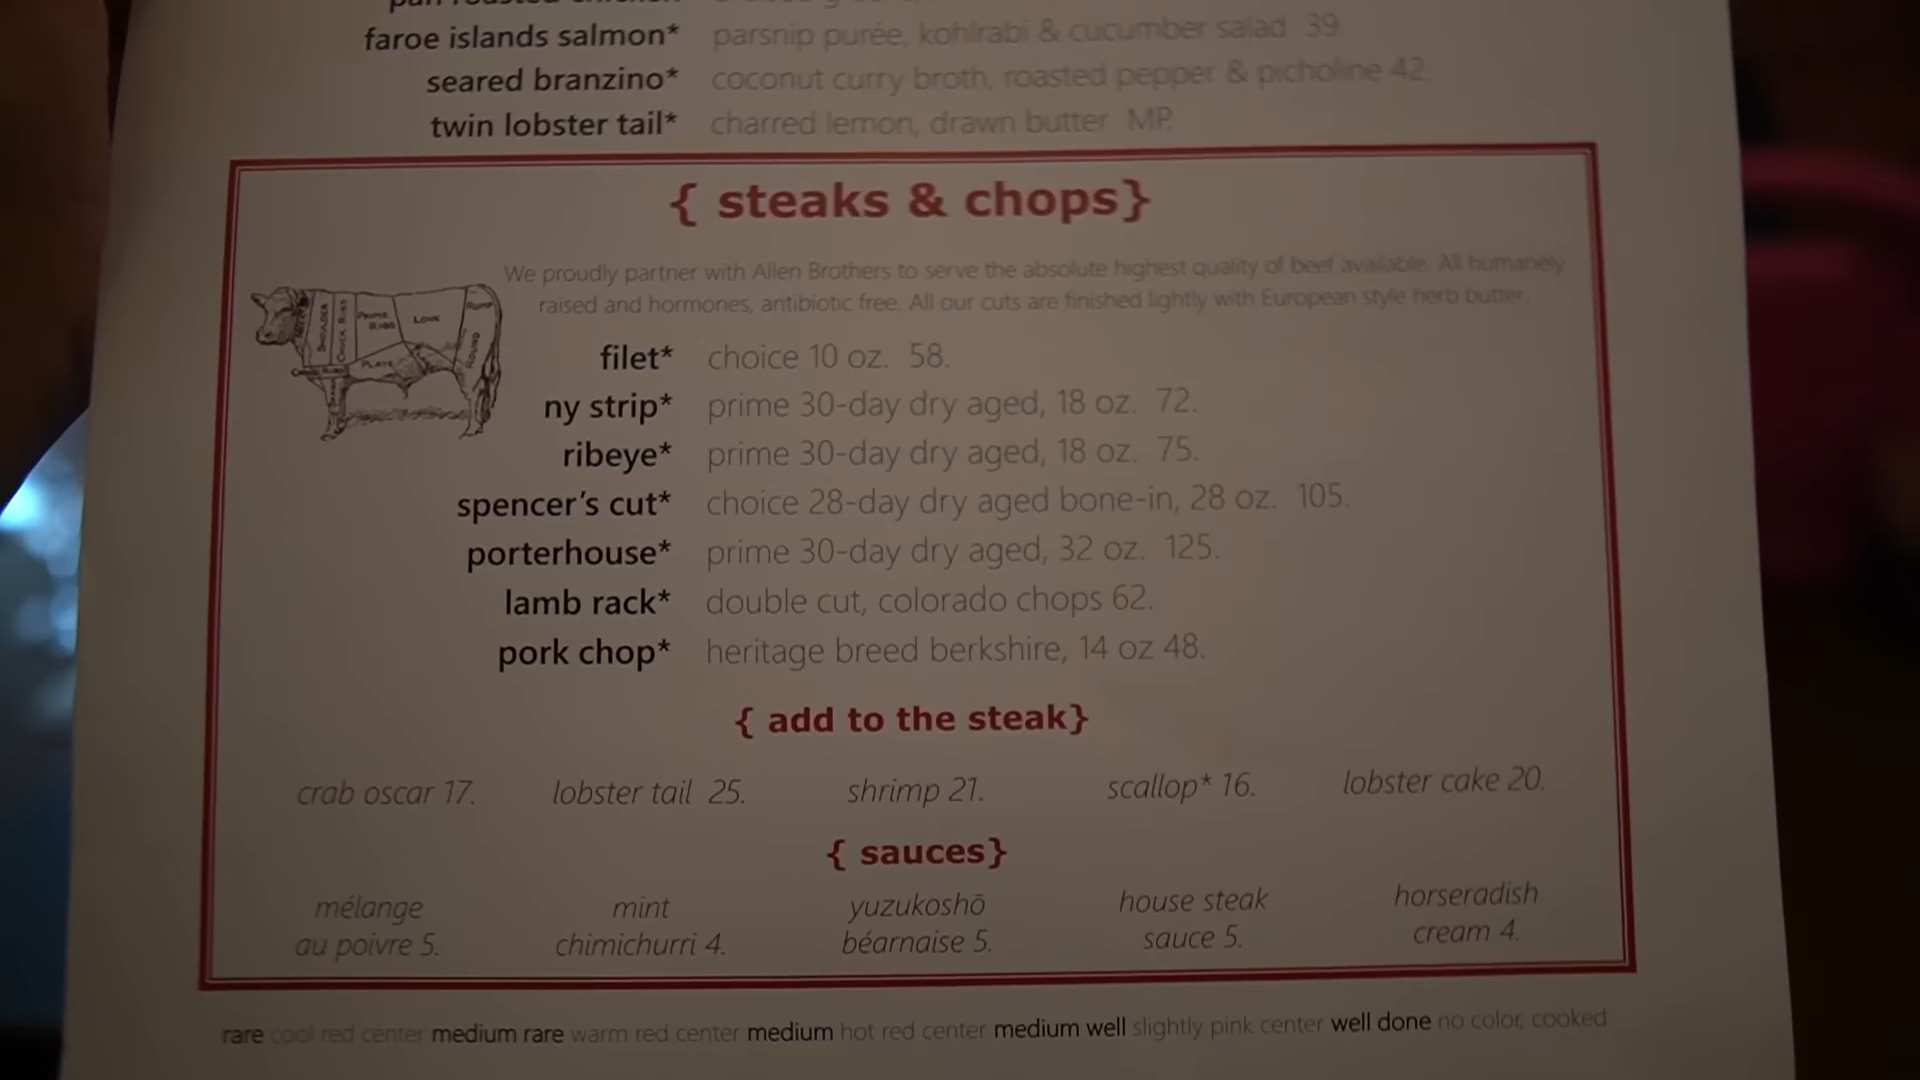 faroe islands salmon* parsnip purée, kohlrabi & cucumber salad 39.
seared branzino* coconut curry broth, roasted pepper & picholine 42.
twin lobster tail* charred lemon, drawn butter MP.
{ steaks & chops}
We proudly partner with Allen Brothers to serve the absolute highest quality of beef available. All humanely
raised and hormones, antibiotic free. All our cuts are finished lightly with European style herb butter.
SHOULDER
CHUCK RIBS
PRIME
RIBS
LOIN
RUMP
ROUND
PLATE
filet* choice 10 oz. 58.
ny strip* prime 30-day dry aged, 18 oz. 72.
ribeye* prime 30-day dry aged, 18 oz. 75.
spencer's cut* choice 28-day dry aged bone-in, 28 oz. 105.
porterhouse* prime 30-day dry aged, 32 oz. 125.
lamb rack* double cut, colorado chops 62.
pork chop* heritage breed berkshire, 14 oz 48.
{ add to the steak}
crab oscar 17. lobster tail 25. shrimp 21. scallop* 16. lobster cake 20.
{ sauces}
mélange
au poivre 5.
mint
chimichurri 4.
yuzukoshō
béarnaise 5.
house steak
sauce 5.
horseradish
cream 4.
rare cool red center medium rare warm red center medium hot red center medium well slightly pink center well done no color, cooked